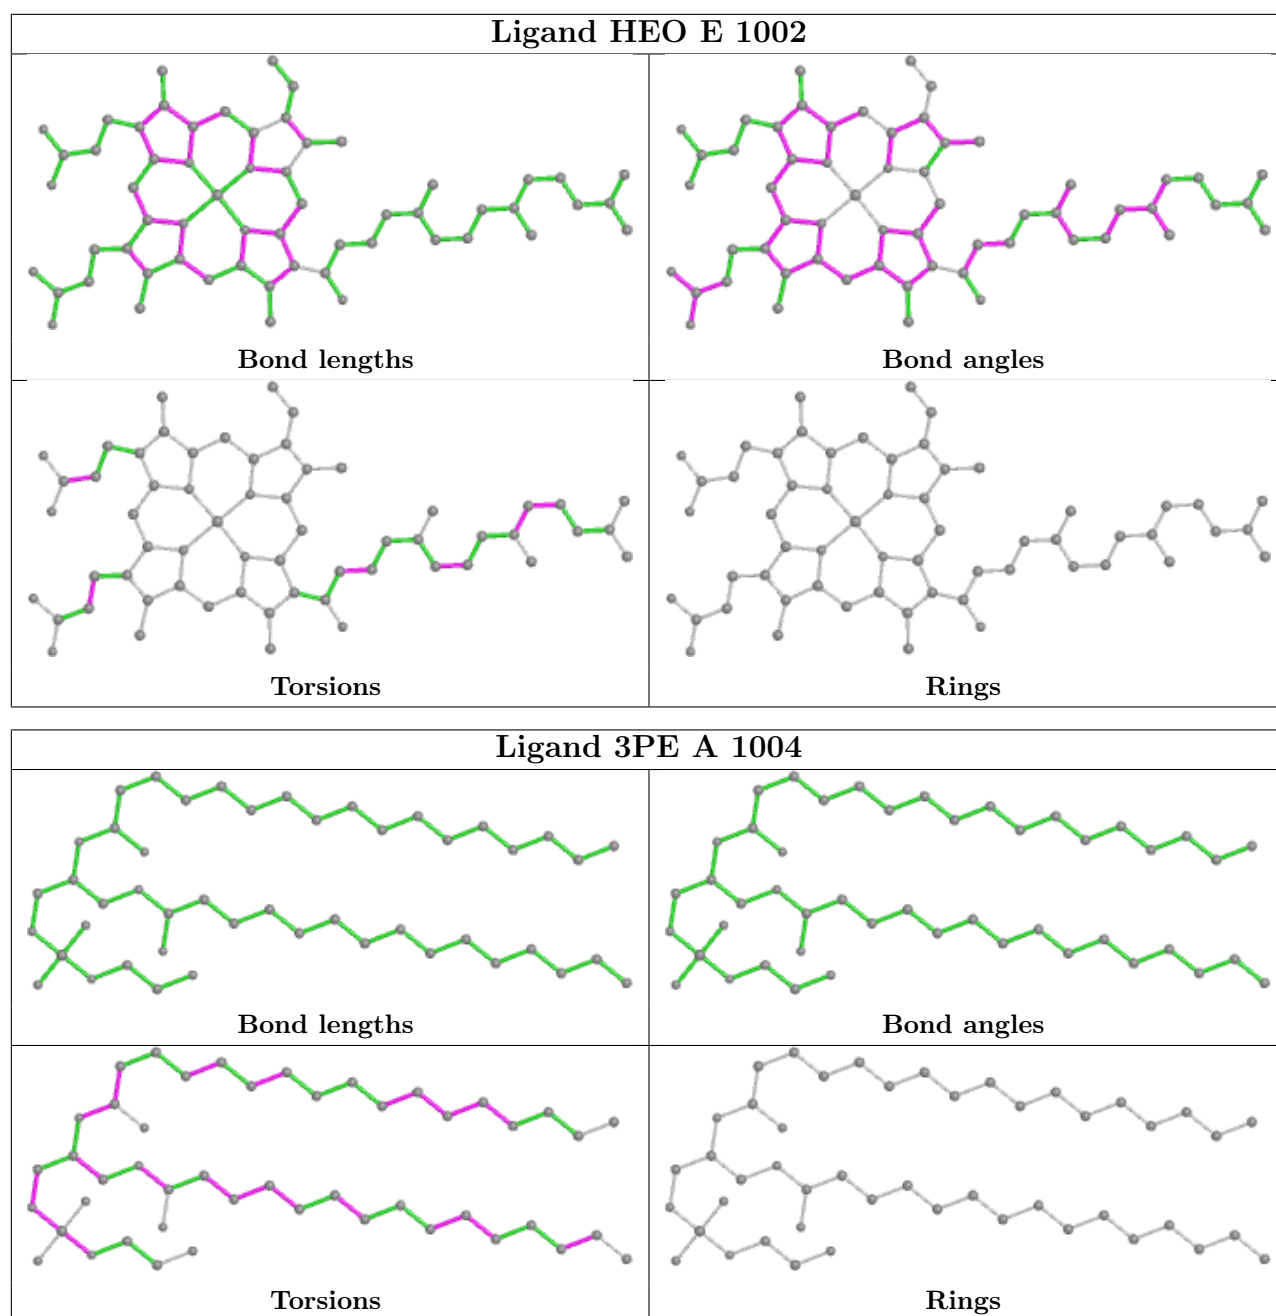 Ligand HEO E 1002
Bond lengths
Bond angles
Torsions
Rings
Ligand 3PE A 1004
Bond lengths
Bond angles
Torsions
Rings